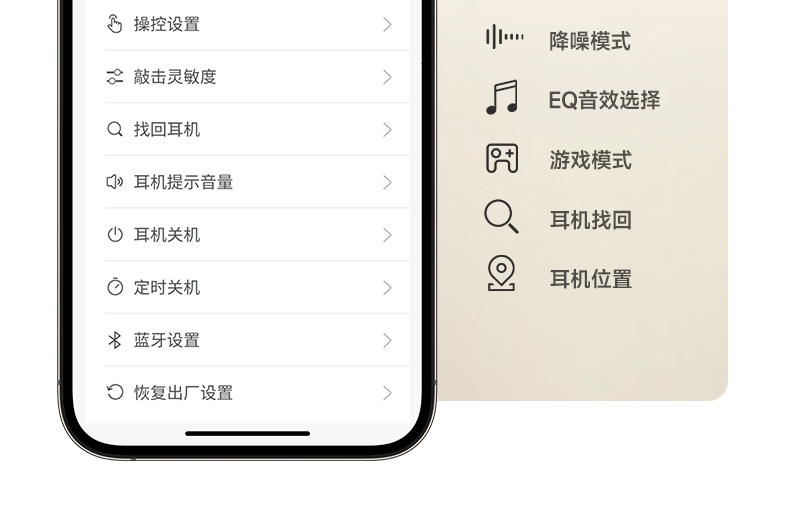 操控设置
敲击灵敏度
找回耳机
耳机提示音量
耳机关机
定时关机
蓝牙设置
恢复出厂设置
降噪模式
EQ音效选择
游戏模式
耳机找回
耳机位置